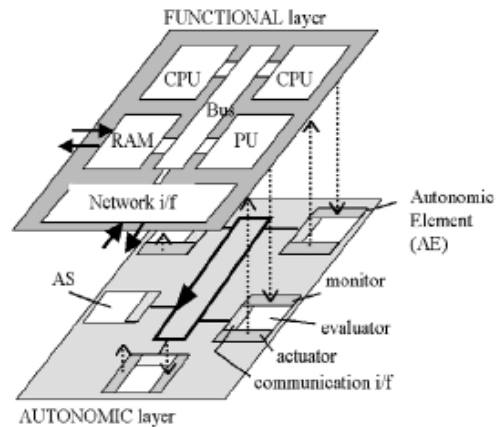 FUNCTIONAL layer
CPU
CPU
Bus
RAM
PU
Network i/f
Autonomic
Element
(AE)
AS
monitor
evaluator
actuator
communication i/f
AUTONOMIC layer